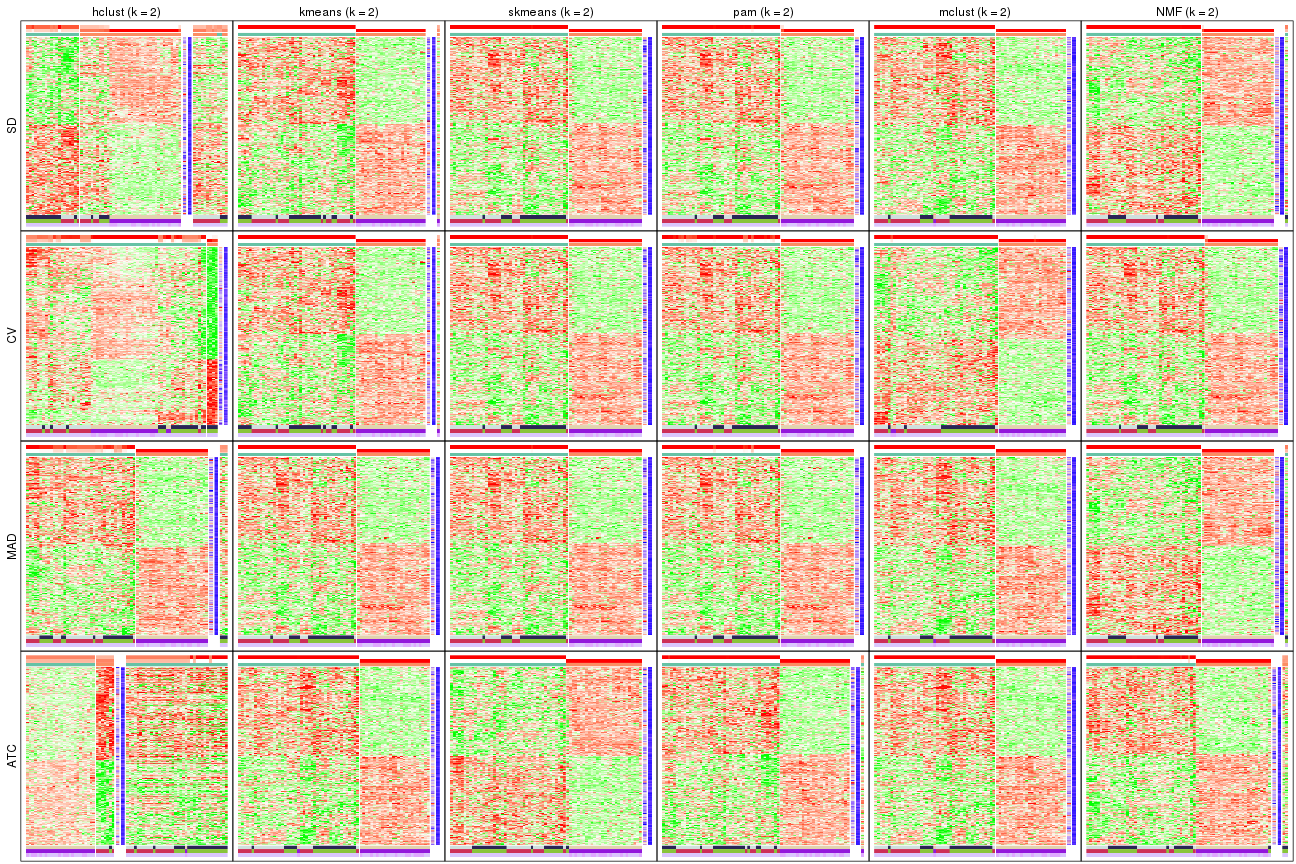 hclust (k = 2) kmeans (k = 2) skmeans (k = 2) pam (k = 2) mclust (k = 2) NMF (k = 2)
SD
CV
MAD
ATC